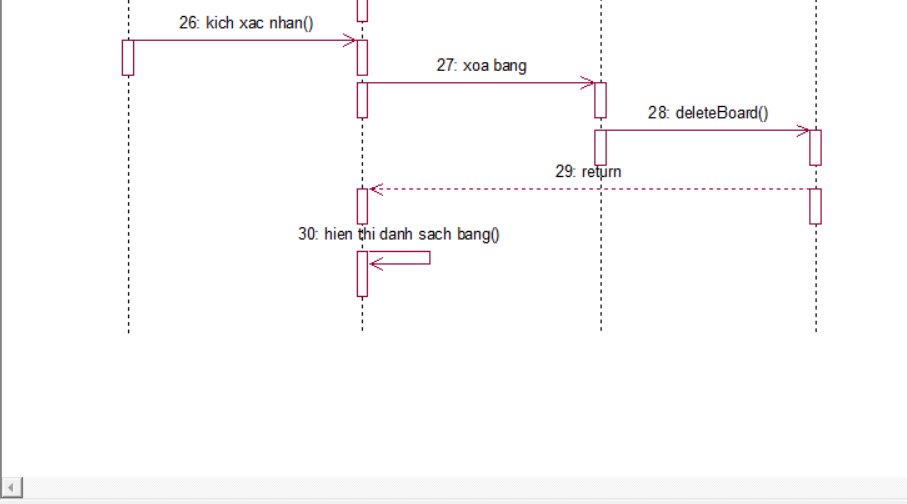 26: kich xac nhan()
27: xoa bang
28: deleteBoard()
29: return
30: hien thi danh sach bang()